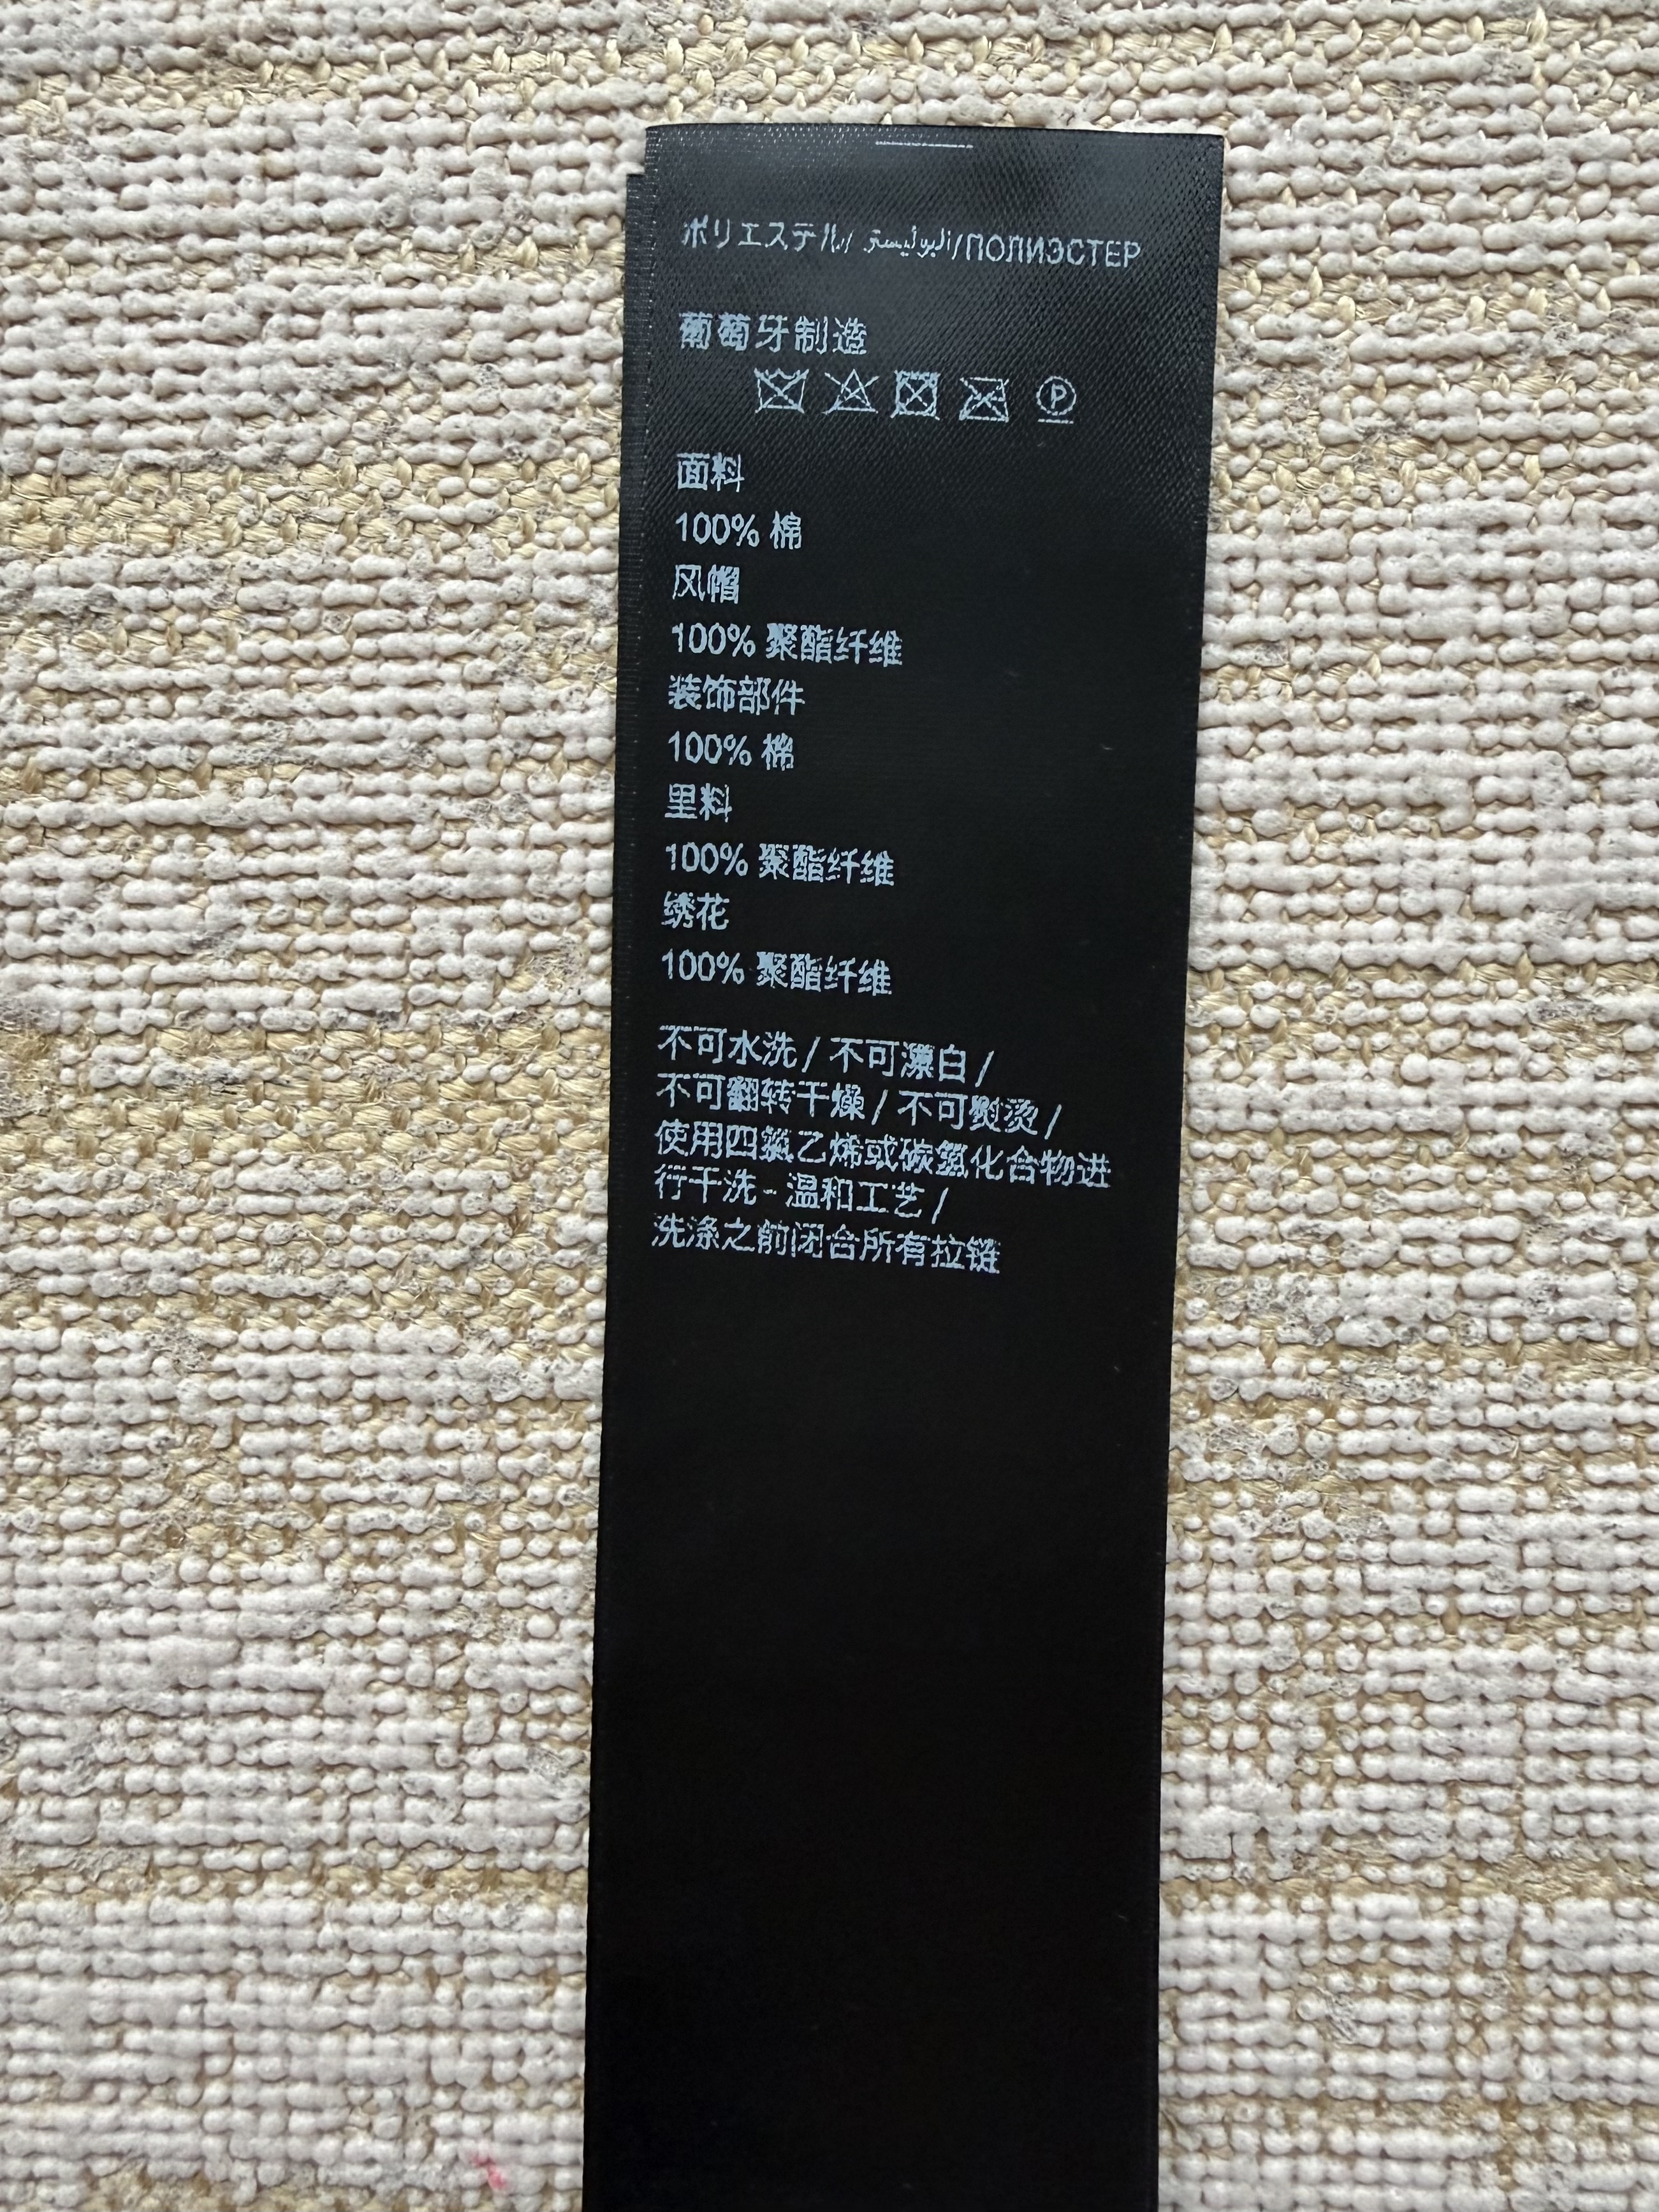 ポリエステル/ البوليستر/ПОЛИЭСТЕР
葡萄牙制造
P
面料
100% 棉
风帽
100% 聚酯纤维
装饰部件
100% 棉
里料
100% 聚酯纤维
绣花
100% 聚酯纤维
不可水洗 / 不可漂白 /
不可翻转干燥 / 不可熨烫 /
使用四氯乙烯或碳氢化合物进
行干洗 - 温和工艺 /
洗涤之前闭合所有拉链